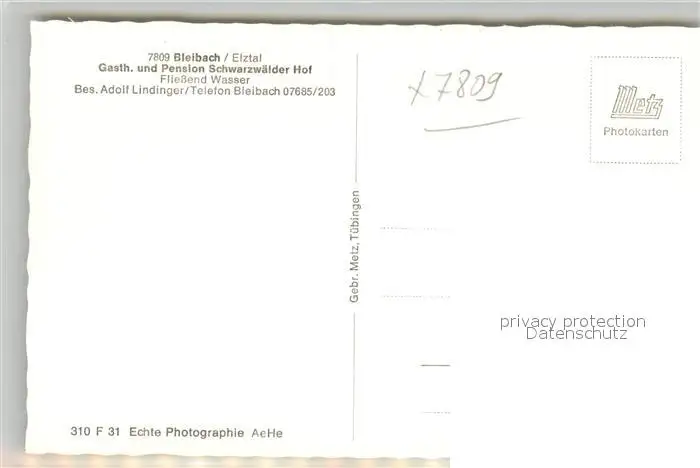 7809 Bleibach / Elztal
Gasth. und Pension Schwarzwälder Hof
Fließend Wasser
Bes. Adolf Lindinger/Telefon Bleibach 07685/203
x 7809
Metz
Photokarten
Gebr. Metz, Tübingen
privacy protection
Datenschutz
310 F 31 Echte Photographie AeHe